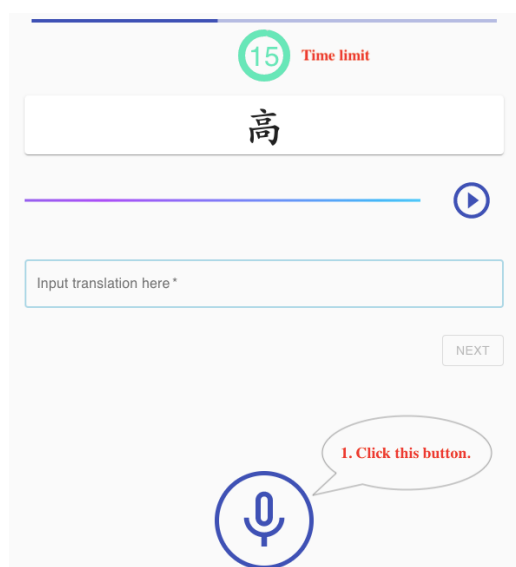 15 Time limit
高
Input translation here *
NEXT
1. Click this button.